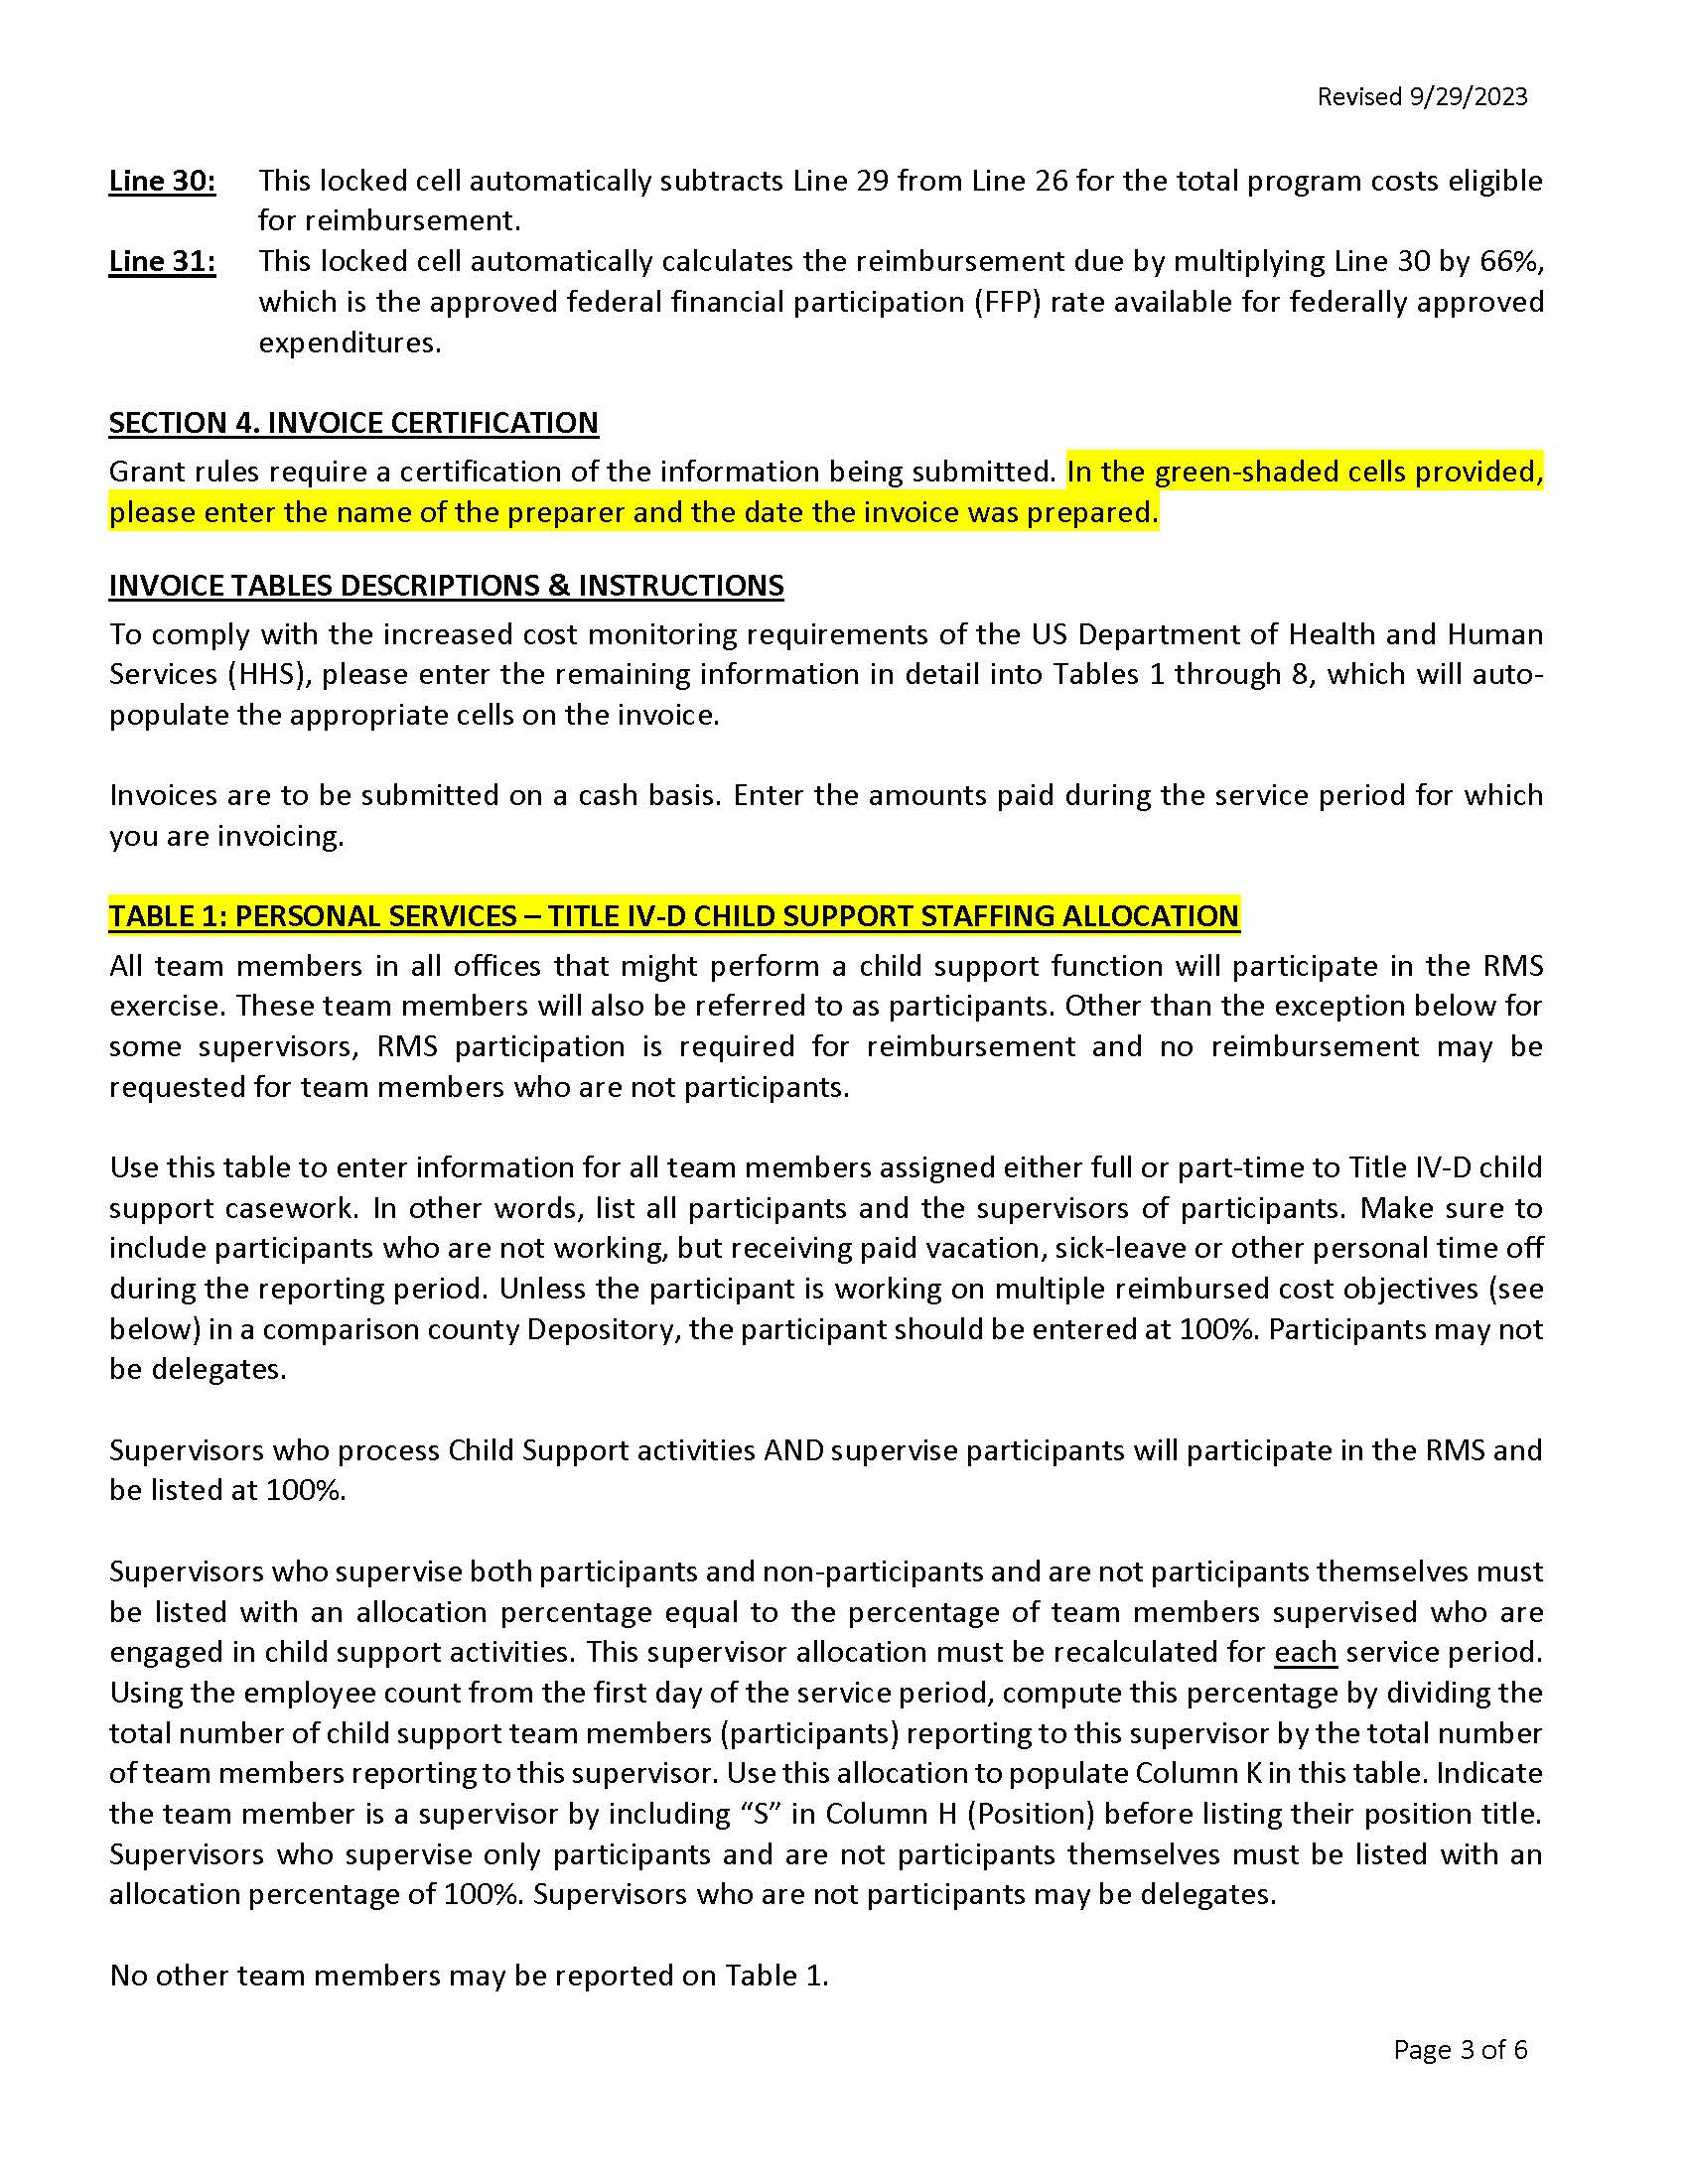 Revised 9/29/2023
Line 30: This locked cell automatically subtracts Line 29 from Line 26 for the total program costs eligible
for reimbursement.
Line 31: This locked cell automatically calculates the reimbursement due by multiplying Line 30 by 66%,
which is the approved federal financial participation (FFP) rate available for federally approved
expenditures.
SECTION 4. INVOICE CERTIFICATION
Grant rules require a certification of the information being submitted. In the green-shaded cells provided,
please enter the name of the preparer and the date the invoice was prepared.
INVOICE TABLES DESCRIPTIONS & INSTRUCTIONS
To comply with the increased cost monitoring requirements of the US Department of Health and Human
Services (HHS), please enter the remaining information in detail into Tables 1 through 8, which will auto-
populate the appropriate cells on the invoice.
Invoices are to be submitted on a cash basis. Enter the amounts paid during the service period for which
you are invoicing.
TABLE 1: PERSONAL SERVICES – TITLE IV-D CHILD SUPPORT STAFFING ALLOCATION
All team members in all offices that might perform a child support function will participate in the RMS
exercise. These team members will also be referred to as participants. Other than the exception below for
some supervisors, RMS participation is required for reimbursement and no reimbursement may be
requested for team members who are not participants.
Use this table to enter information for all team members assigned either full or part-time to Title IV-D child
support casework. In other words, list all participants and the supervisors of participants. Make sure to
include participants who are not working, but receiving paid vacation, sick-leave or other personal time off
during the reporting period. Unless the participant is working on multiple reimbursed cost objectives (see
below) in a comparison county Depository, the participant should be entered at 100%. Participants may not
be delegates.
Supervisors who process Child Support activities AND supervise participants will participate in the RMS and
be listed at 100%.
Supervisors who supervise both participants and non-participants and are not participants themselves must
be listed with an allocation percentage equal to the percentage of team members supervised who are
engaged in child support activities. This supervisor allocation must be recalculated for each service period.
Using the employee count from the first day of the service period, compute this percentage by dividing the
total number of child support team members (participants) reporting to this supervisor by the total number
of team members reporting to this supervisor. Use this allocation to populate Column K in this table. Indicate
the team member is a supervisor by including “S” in Column H (Position) before listing their position title.
Supervisors who supervise only participants and are not participants themselves must be listed with an
allocation percentage of 100%. Supervisors who are not participants may be delegates.
No other team members may be reported on Table 1.
Page 3 of 6